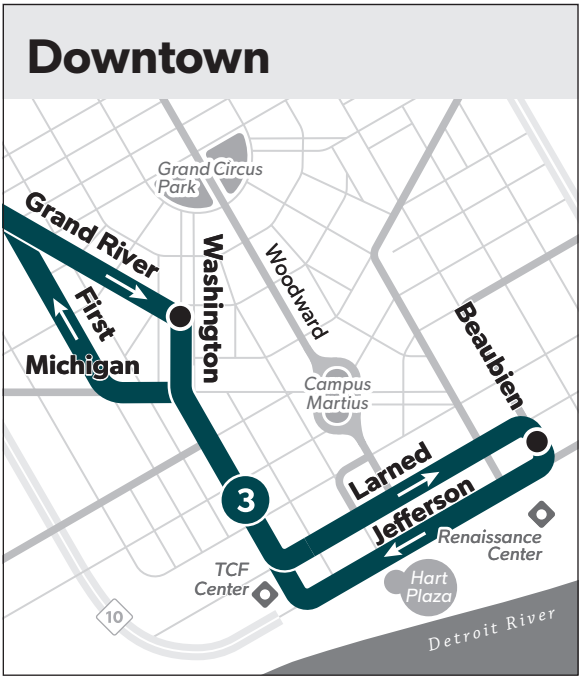 Downtown
Grand Circus
Park
Grand River
Washington
Woodward
First
Beaubien
Michigan
Campus
Martius
Larned
3
Jefferson
Renaissance
Center
TCF
Center
Hart
Plaza
10
Detroit River